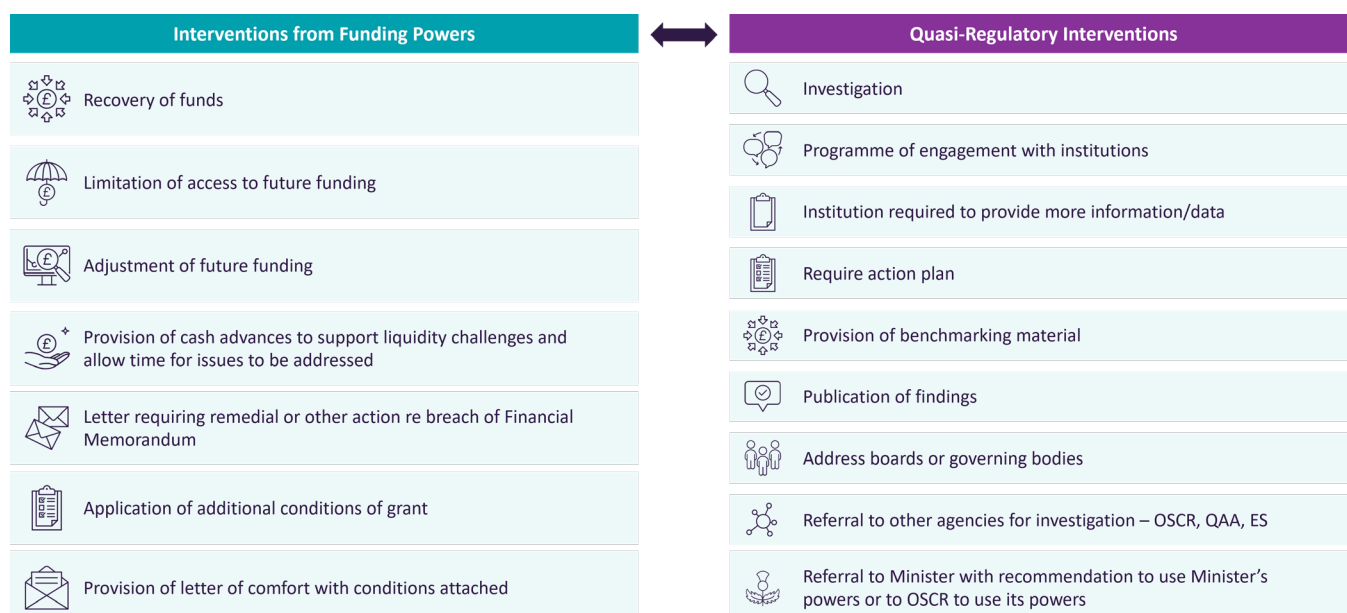 Interventions from Funding Powers
Recovery of funds
Limitation of access to future funding
Adjustment of future funding
Provision of cash advances to support liquidity challenges and
allow time for issues to be addressed
Letter requiring remedial or other action re breach of Financial
Memorandum
Application of additional conditions of grant
Provision of letter of comfort with conditions attached
Quasi-Regulatory Interventions
Investigation
Programme of engagement with institutions
Institution required to provide more information/data
Require action plan
Provision of benchmarking material
Publication of findings
Address boards or governing bodies
Referral to other agencies for investigation – OSCR, QAA, ES
Referral to Minister with recommendation to use Minister's
powers or to OSCR to use its powers